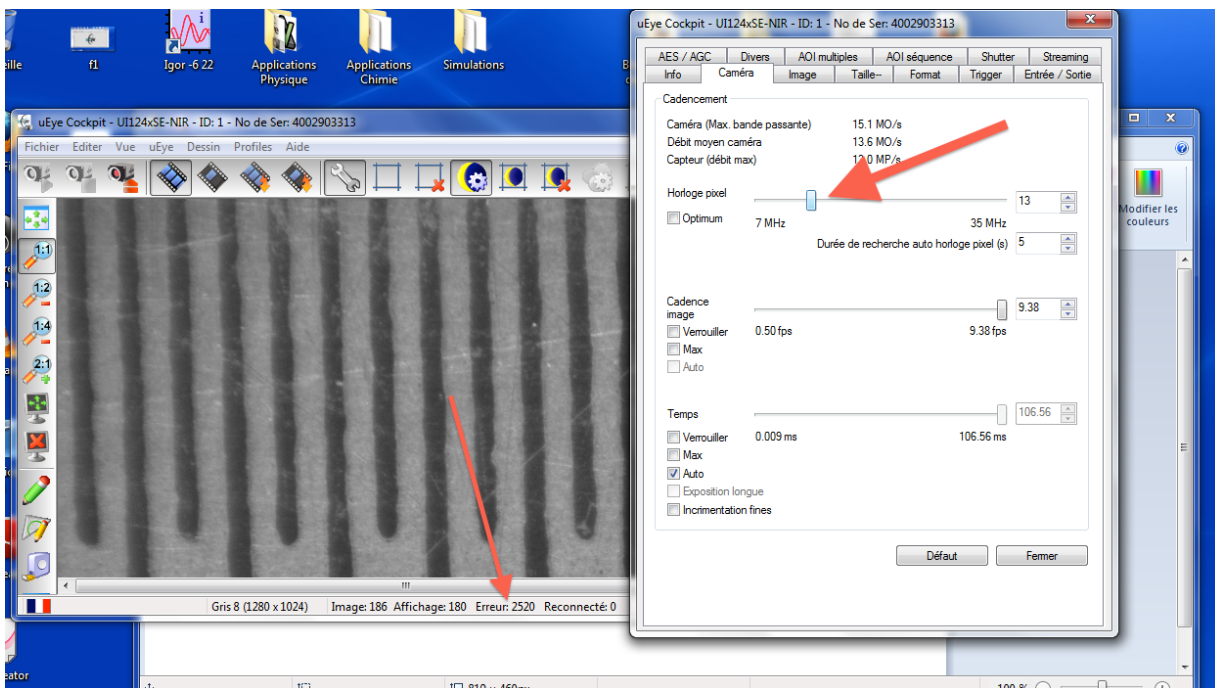 eille
f1
Igor -6 22
Applications
Physique
Applications
Chimie
Simulations
uEye Cockpit - UI124xSE-NIR - ID: 1 - No de Ser: 4002903313
Fichier Editer Vue uEye Dessin Profiles Aide
1:1
1:2
1:4
2:1
Gris 8 (1280 x 1024) Image: 186 Affichage: 180 Erreur: 2520 Reconnecté: 0
uEye Cockpit - UI124xSE-NIR - ID: 1 - No de Ser: 4002903313
AES / AGC Divers AOI multiples AOI séquence Shutter Streaming
Info Caméra Image Taille-- Format Trigger Entrée / Sortie
Cadencement
Caméra (Max. bande passante) 15.1 MO/s
Débit moyen caméra 13.6 MO/s
Capteur (débit max) 13.0 MP/s
Horloge pixel 13
Optimum 7 MHz 35 MHz
Durée de recherche auto horloge pixel (s) 5
Cadence
image 9.38
Verrouiller 0.50 fps 9.38 fps
Max
Auto
Temps 106.56
Verrouiller 0.009 ms 106.56 ms
Max
Auto
Exposition longue
Incrimentation fines
Défaut Fermer
Modifier les
couleurs
eator
100 %